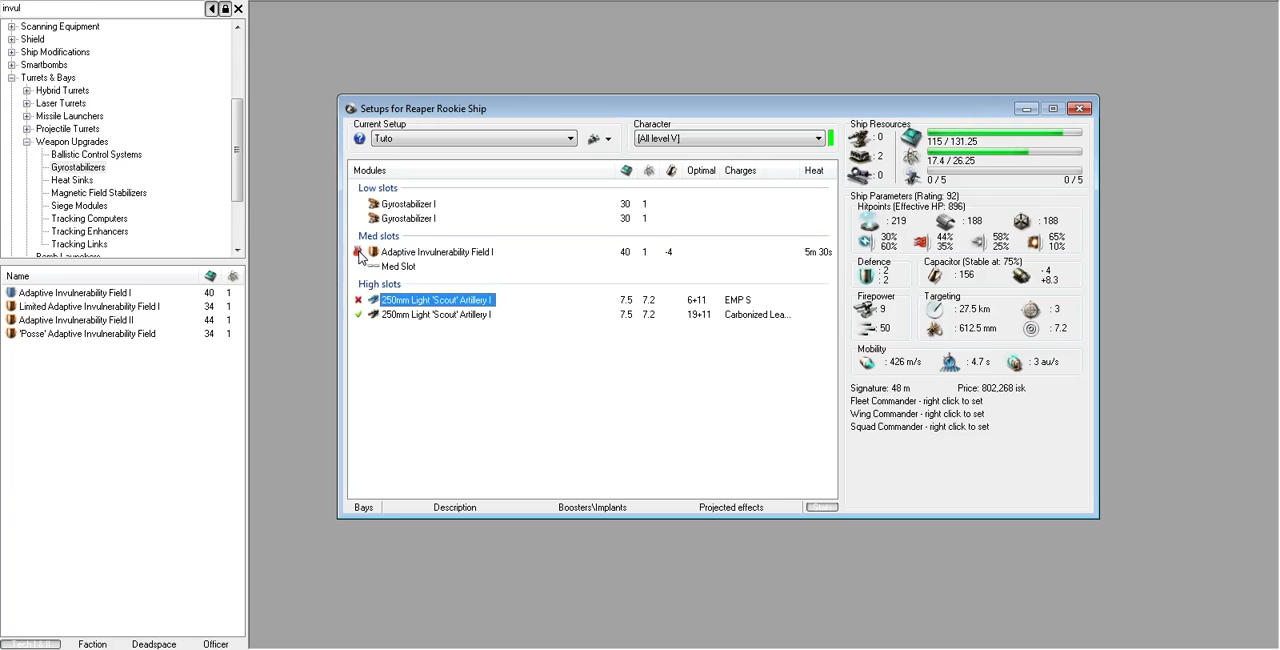 invul
Scanning Equipment
Shield
Ship Modifications
Smartbombs
Turrets & Bays
Hybrid Turrets
Laser Turrets
Missile Launchers
Projectile Turrets
Weapon Upgrades
Ballistic Control Systems
Gyrostabilizers
Heat Sinks
Magnetic Field Stabilizers
Siege Modules
Tracking Computers
Tracking Enhancers
Tracking Links
Bomb Launchers
Name
Adaptive Invulnerability Field I 40 1
Limited Adaptive Invulnerability Field I 34 1
Adaptive Invulnerability Field II 44 1
'Posse' Adaptive Invulnerability Field 34 1
Faction Deadspace Officer
Setups for Reaper Rookie Ship
Current Setup Character
Tuto [All level V]
Modules Optimal Charges Heat
Low slots
Gyrostabilizer I 30 1
Gyrostabilizer I 30 1
Med slots
Adaptive Invulnerability Field I 40 1 -4 5m 30s
Med Slot
High slots
250mm Light 'Scout' Artillery I 7.5 7.2 6+11 EMP S
250mm Light 'Scout' Artillery I 7.5 7.2 19+11 Carbonized Lea...
Bays Description Boosters\Implants Projected effects
Ship Resources
: 0 115 / 131.25
: 2 17.4 / 26.25
: 0 0 / 5 0 / 5
Ship Parameters (Rating: 92)
Hitpoints (Effective HP: 896)
: 219 : 188 : 188
30% 44% 58% 65%
60% 35% 25% 10%
Defence Capacitor (Stable at: 75%)
: 2 : 156 - 4
: 2 +8.3
Firepower Targeting
: 9 : 27.5 km : 3
: 50 : 612.5 mm : 7.2
Mobility
: 426 m/s : 4.7 s : 3 au/s
Signature: 48 m Price: 802,268 isk
Fleet Commander - right click to set
Wing Commander - right click to set
Squad Commander - right click to set